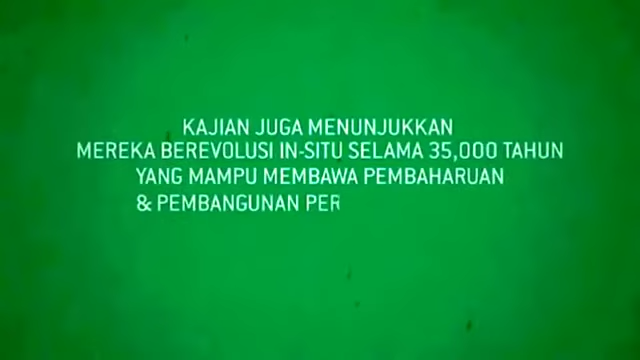 KAJIAN JUGA MENUNJUKKAN
MEREKA BEREVOLUSI IN-SITU SELAMA 35,000 TAHUN
YANG MAMPU MEMBAWA PEMBAHARUAN
& PEMBANGUNAN PER